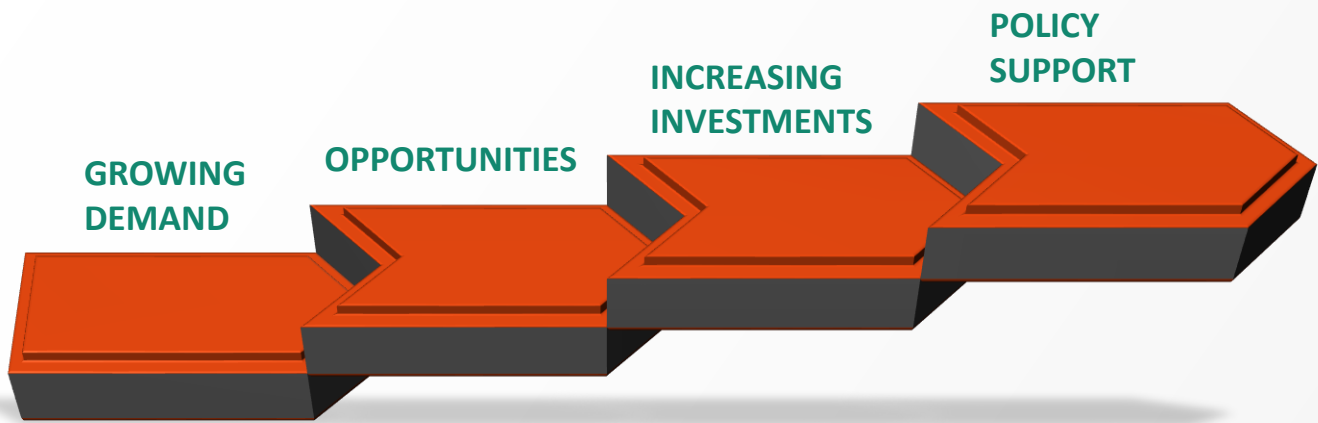 GROWING
DEMAND
OPPORTUNITIES
INCREASING
INVESTMENTS
POLICY
SUPPORT